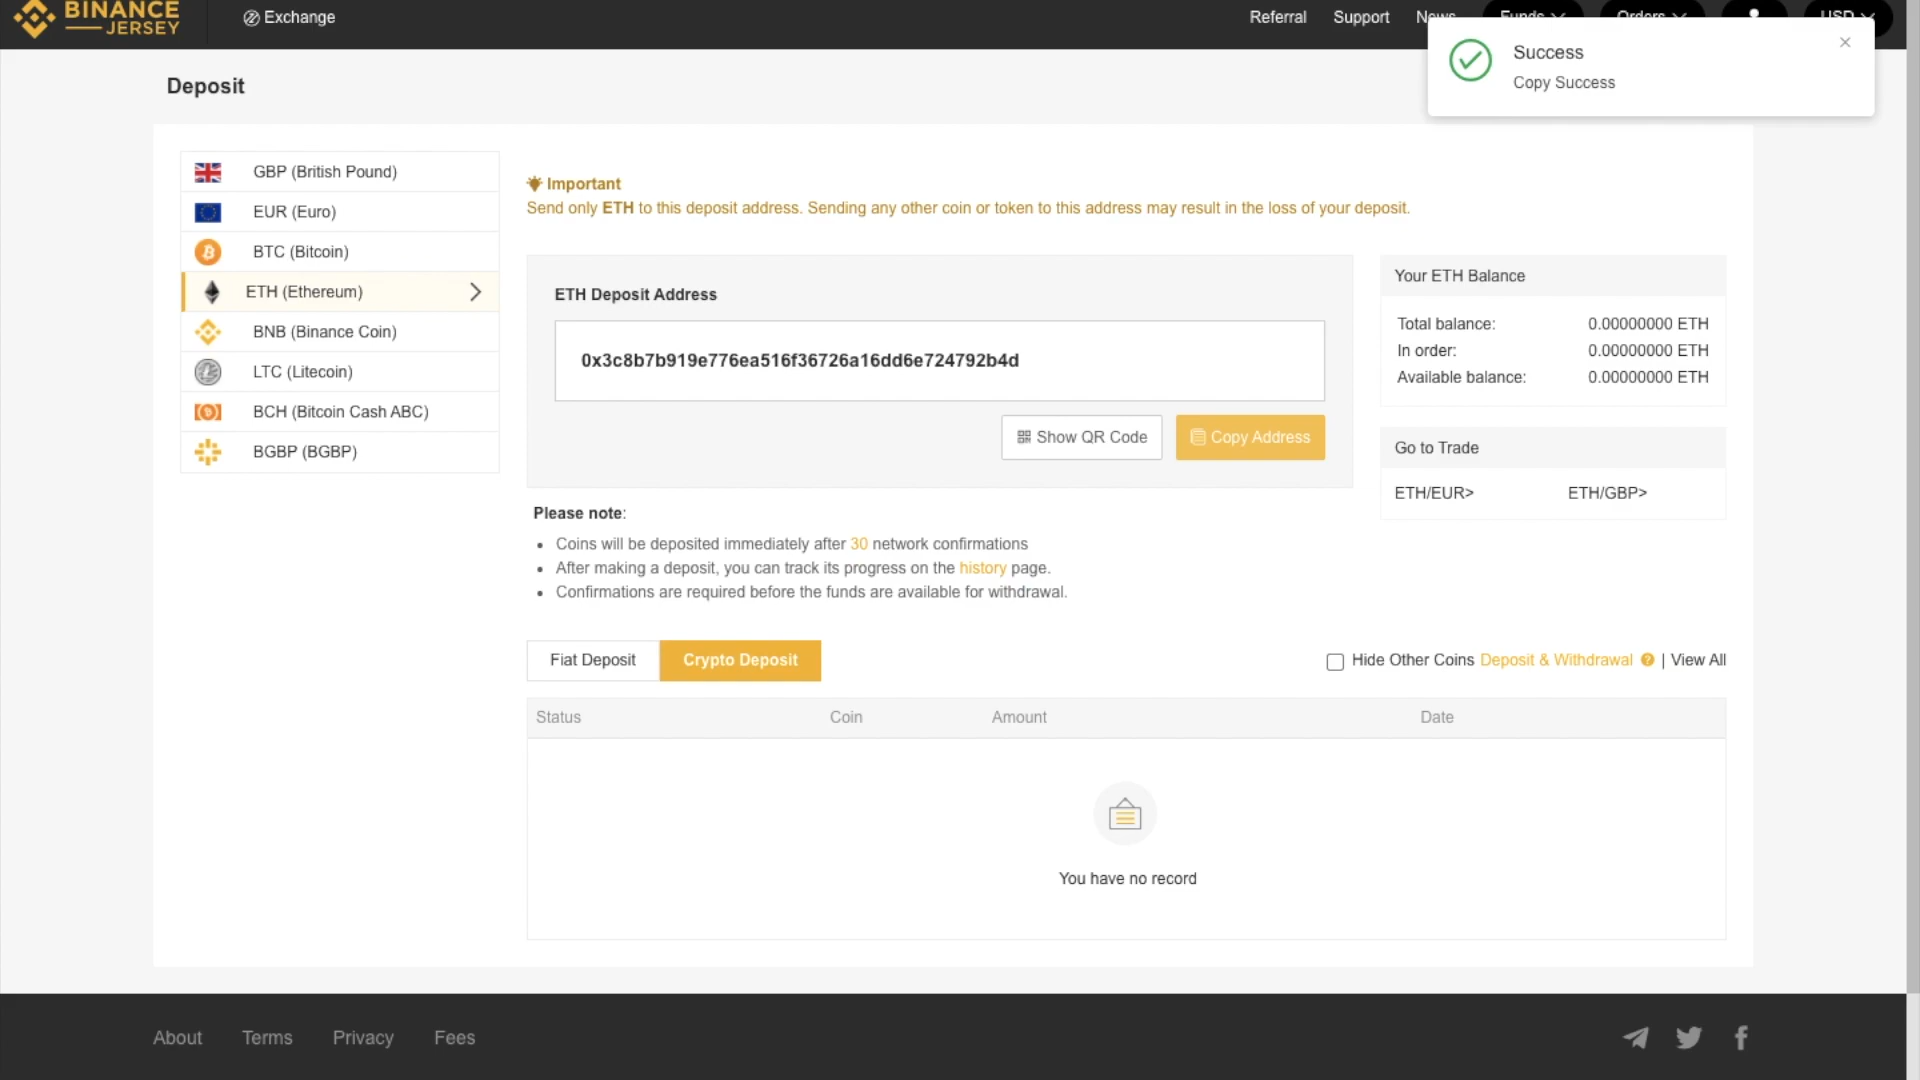 BINANCE
JERSEY
Exchange
Referral
Support
News
Funds
Orders
USD
Success
Copy Success
Deposit
GBP (British Pound)
EUR (Euro)
BTC (Bitcoin)
ETH (Ethereum)
BNB (Binance Coin)
LTC (Litecoin)
BCH (Bitcoin Cash ABC)
BGBP (BGBP)
Important
Send only ETH to this deposit address. Sending any other coin or token to this address may result in the loss of your deposit.
ETH Deposit Address
0x3c8b7b919e776ea516f36726a16dd6e724792b4d
Show QR Code
Copy Address
Your ETH Balance
Total balance: 0.00000000 ETH
In order: 0.00000000 ETH
Available balance: 0.00000000 ETH
Go to Trade
ETH/EUR> ETH/GBP>
Please note:
Coins will be deposited immediately after 30 network confirmations
After making a deposit, you can track its progress on the history page.
Confirmations are required before the funds are available for withdrawal.
Fiat Deposit
Crypto Deposit
Hide Other Coins Deposit & Withdrawal ? | View All
Status Coin Amount Date
You have no record
About Terms Privacy Fees